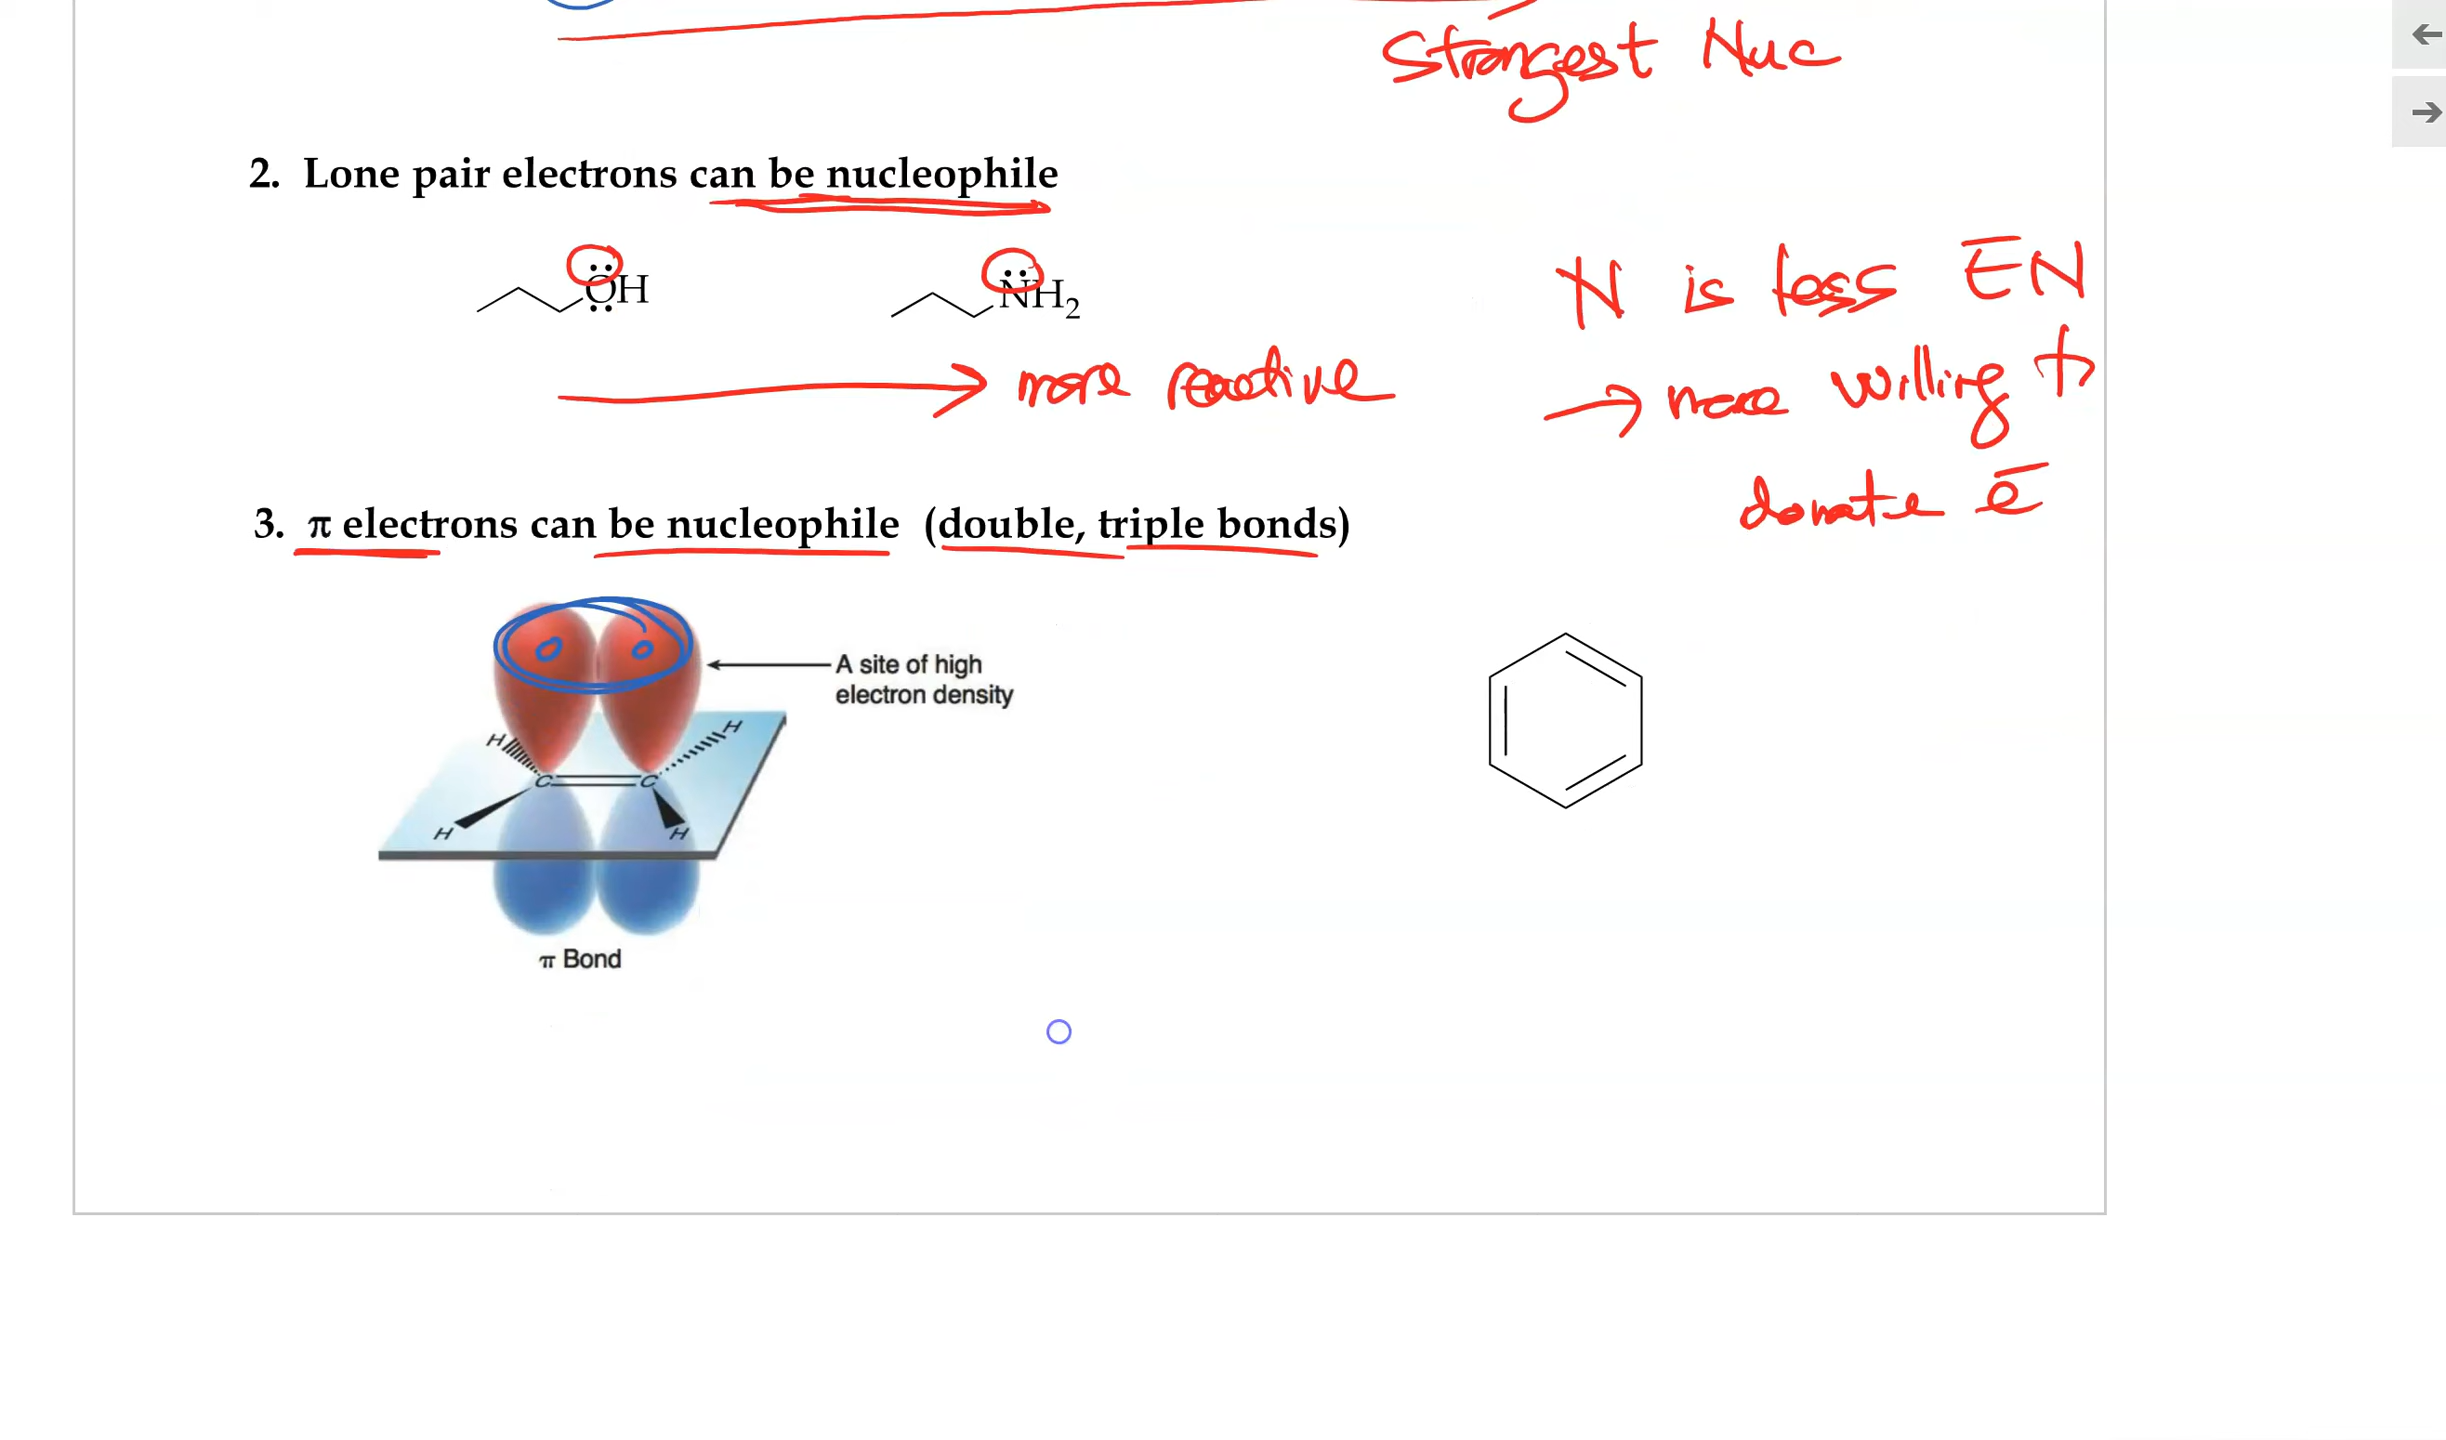 Strongest Nuc
2. Lone pair electrons can be nucleophile
ÖH
NH2
N is less EN
→ more reactive
→ more willing to
donate e̅
3. π electrons can be nucleophile (double, triple bonds)
A site of high
electron density
H
H
C
C
H
H
π Bond